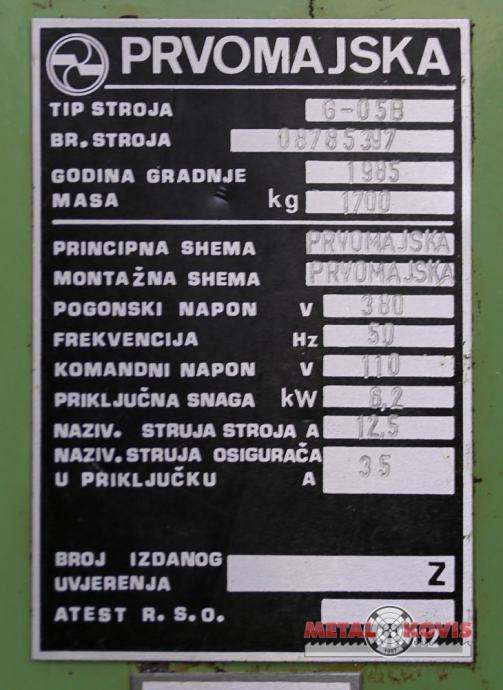 PRVOMAJSKA
TIP STROJA G-05B
BR. STROJA 08785397
GODINA GRADNJE 1985
MASA kg 1700
PRINCIPNA SHEMA PRVOMAJSKA
MONTAŽNA SHEMA PRVOMAJSKA
POGONSKI NAPON V 380
FREKVENCIJA Hz 50
KOMANDNI NAPON V 110
PRIKLJUČNA SNAGA kW 6,2
NAZIV. STRUJA STROJA A 12,5
NAZIV. STRUJA OSIGURAČA
U PRIKLJUČKU A 35
BROJ IZDANOG
UVJERENJA Z
ATEST R. S. O.
METAL KOVIS